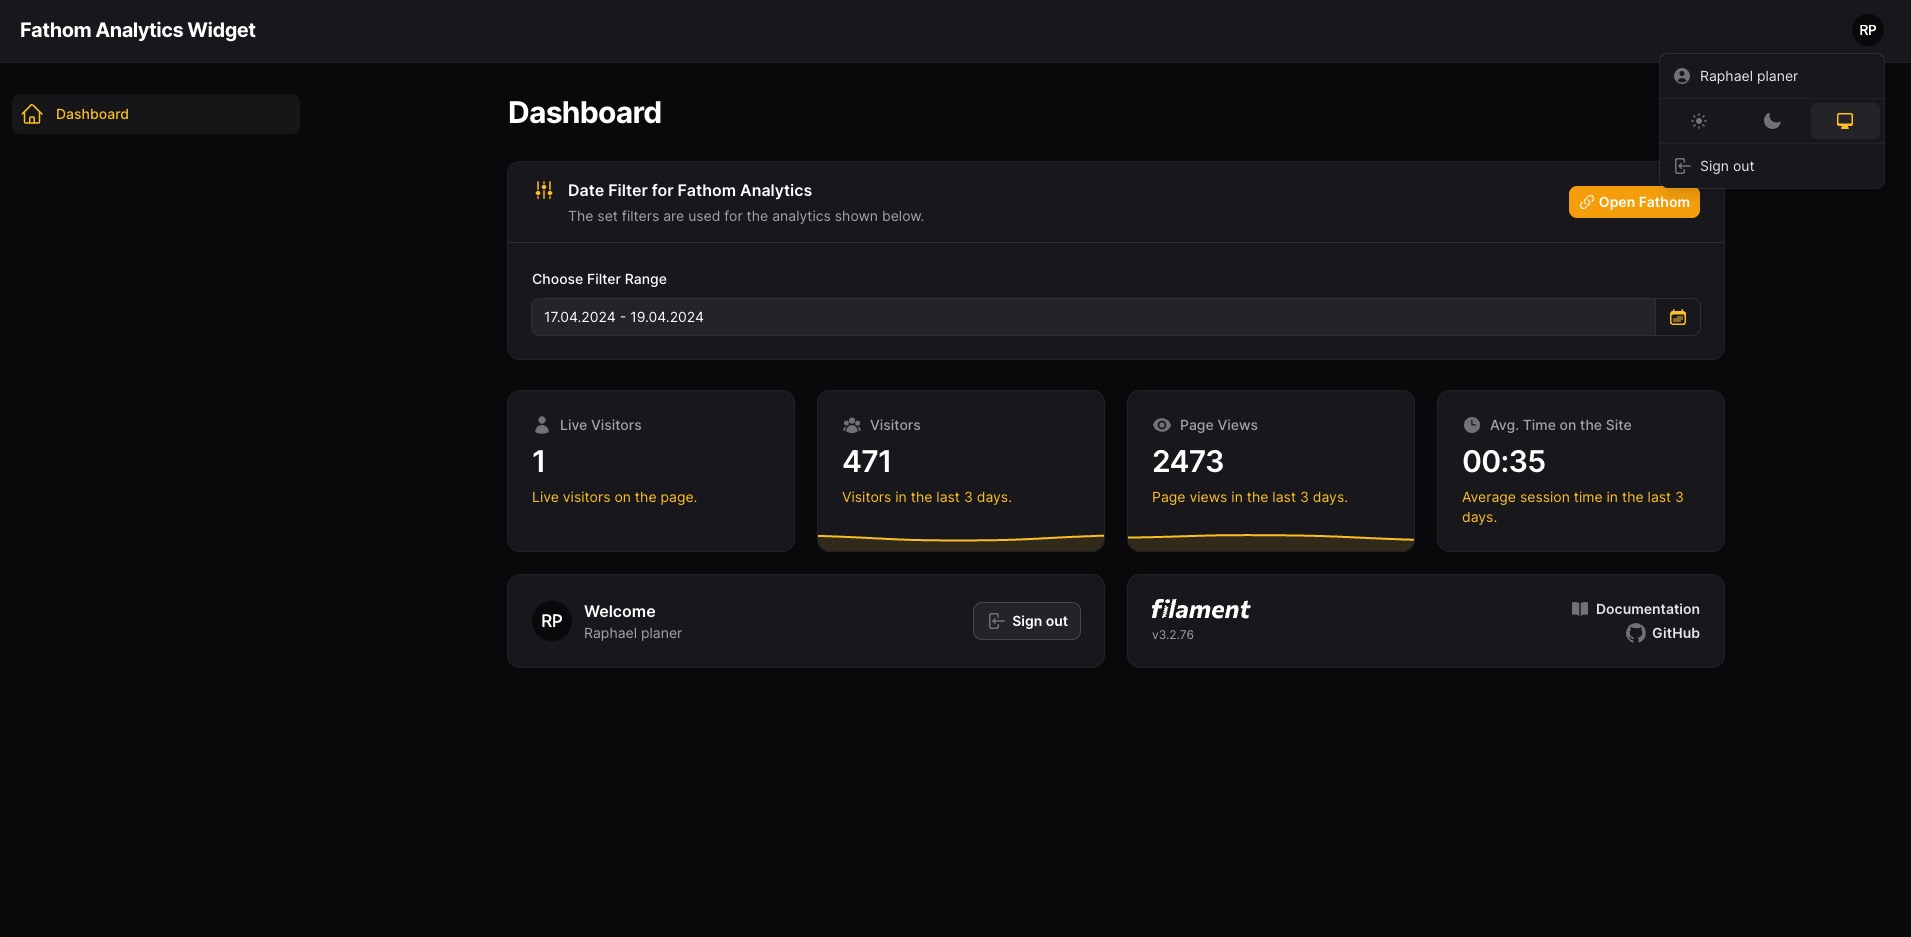 Fathom Analytics Widget
RP
Raphael planer
Sign out
Dashboard
Dashboard
Date Filter for Fathom Analytics
The set filters are used for the analytics shown below.
Open Fathom
Choose Filter Range
17.04.2024 - 19.04.2024
Live Visitors
1
Live visitors on the page.
Visitors
471
Visitors in the last 3 days.
Page Views
2473
Page views in the last 3 days.
Avg. Time on the Site
00:35
Average session time in the last 3
days.
RP
Welcome
Raphael planer
Sign out
filament
v3.2.76
Documentation
GitHub